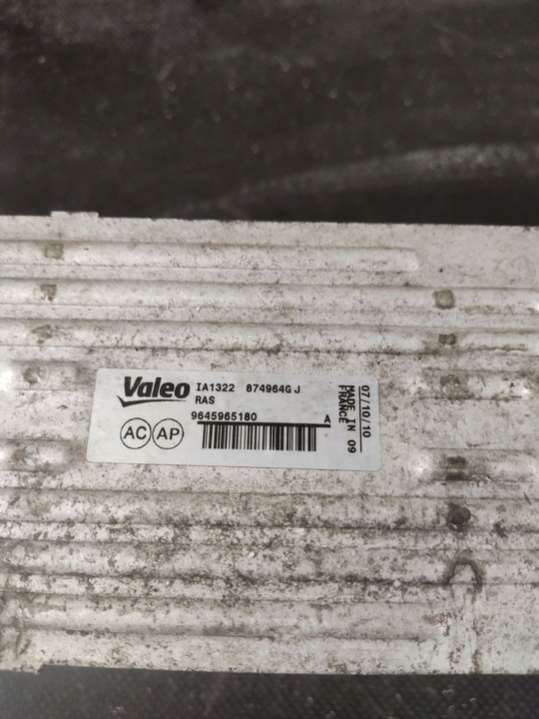 Valeo
IA1322 874964G J
RAS
9645965180 A
AC AP
07/10/10
MADE IN 09
FRANCE